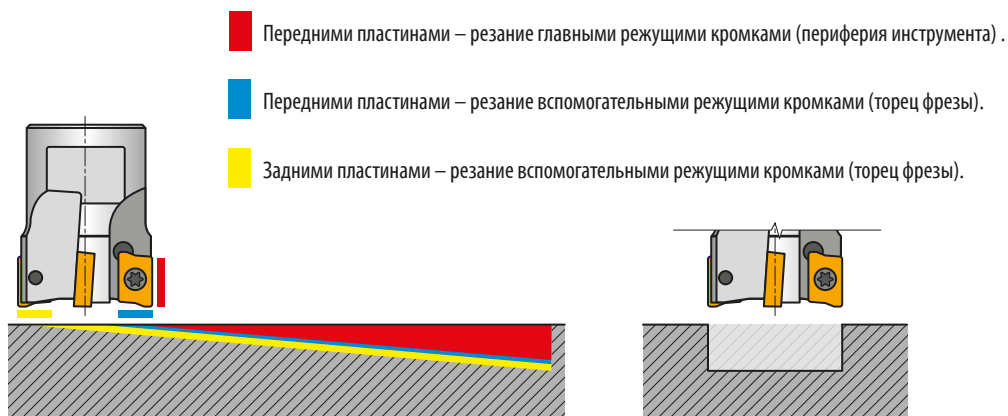 Передними пластинами – резание главными режущими кромками (периферия инструмента) .
Передними пластинами – резание вспомогательными режущими кромками (торец фрезы).
Задними пластинами – резание вспомогательными режущими кромками (торец фрезы).